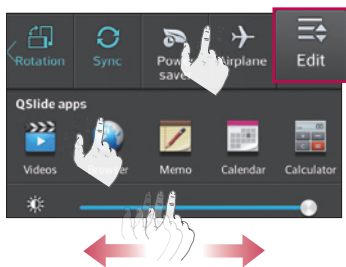 Rotation Sync Power saver Airplane Edit
QSlide apps
Videos Browser Memo Calendar Calculator